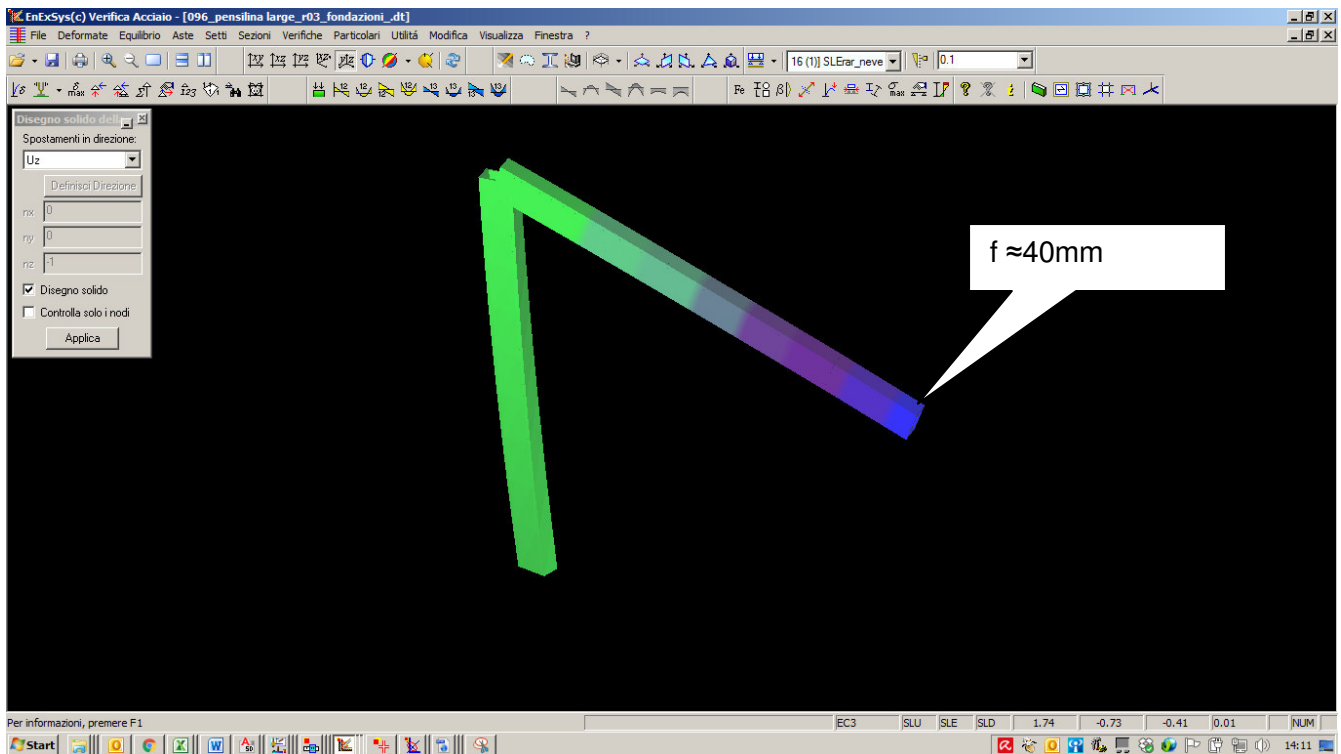 EnExSys(c) Verifica Acciaio - [096_pensilina large_r03_fondazioni_.dt]
File Deformate Equilibrio Aste Setti Sezioni Verifiche Particolari Utilità Modifica Visualizza Finestra ?
16 (1)] SLErar_neve 0.1
Disegno solido dell
Spostamenti in direzione:
Uz
Definisci Direzione
nx 0
ny 0
nz -1
Disegno solido
Controlla solo i nodi
Applica
f ≈40mm
Per informazioni, premere F1 EC3 SLU SLE SLD 1.74 -0.73 -0.41 0.01 NUM
Start 14:11